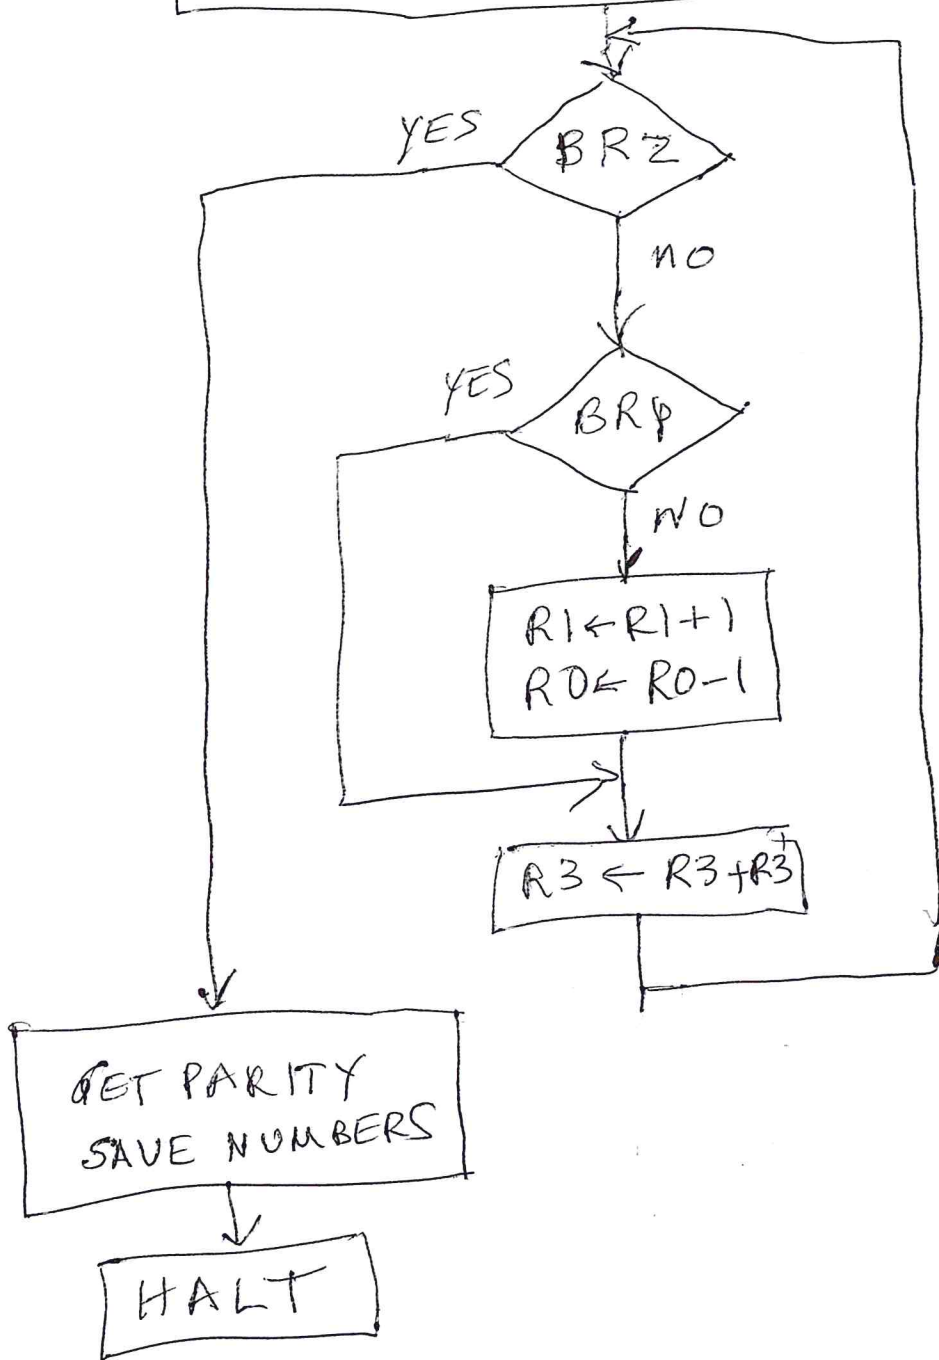 YES
BRZ
NO
YES
BRP
NO
R1←R1+1
R0←R0-1
R3←R3+R3
GET PARITY
SAVE NUMBERS
HALT